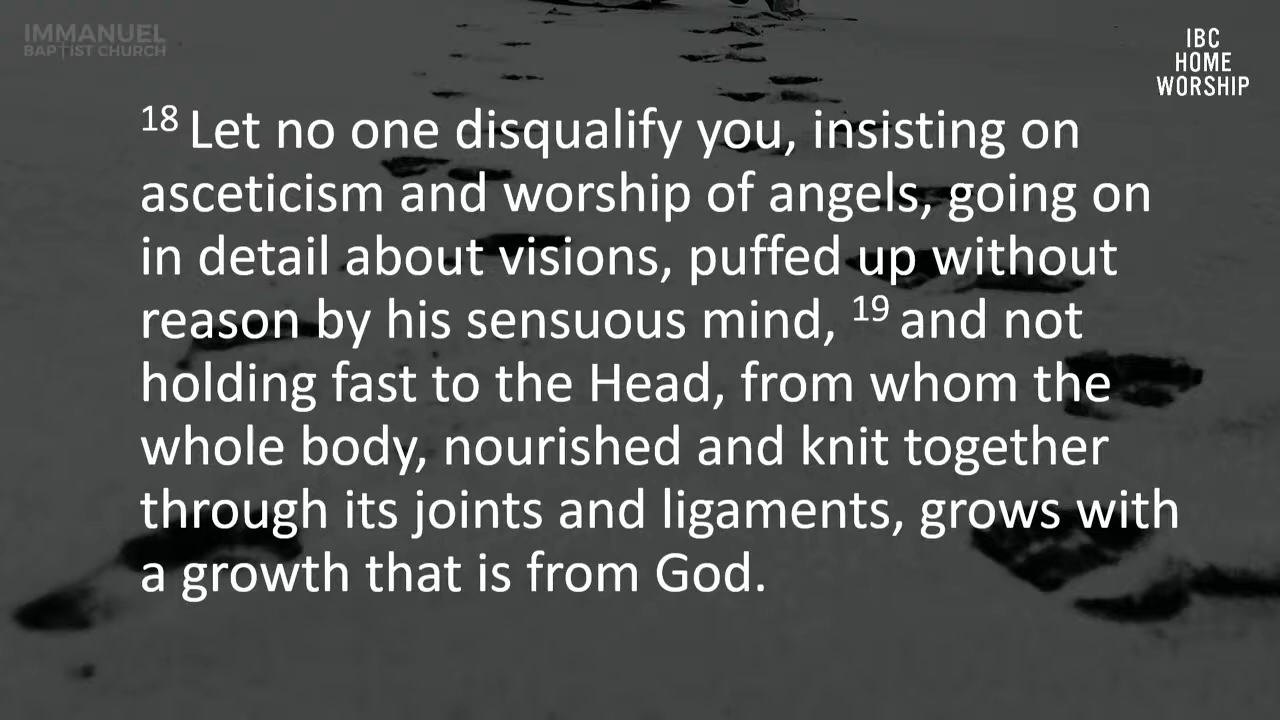 IMMANUEL
BAPTIST CHURCH
IBC
HOME
WORSHIP
18 Let no one disqualify you, insisting on
asceticism and worship of angels, going on
in detail about visions, puffed up without
reason by his sensuous mind, 19 and not
holding fast to the Head, from whom the
whole body, nourished and knit together
through its joints and ligaments, grows with
a growth that is from God.